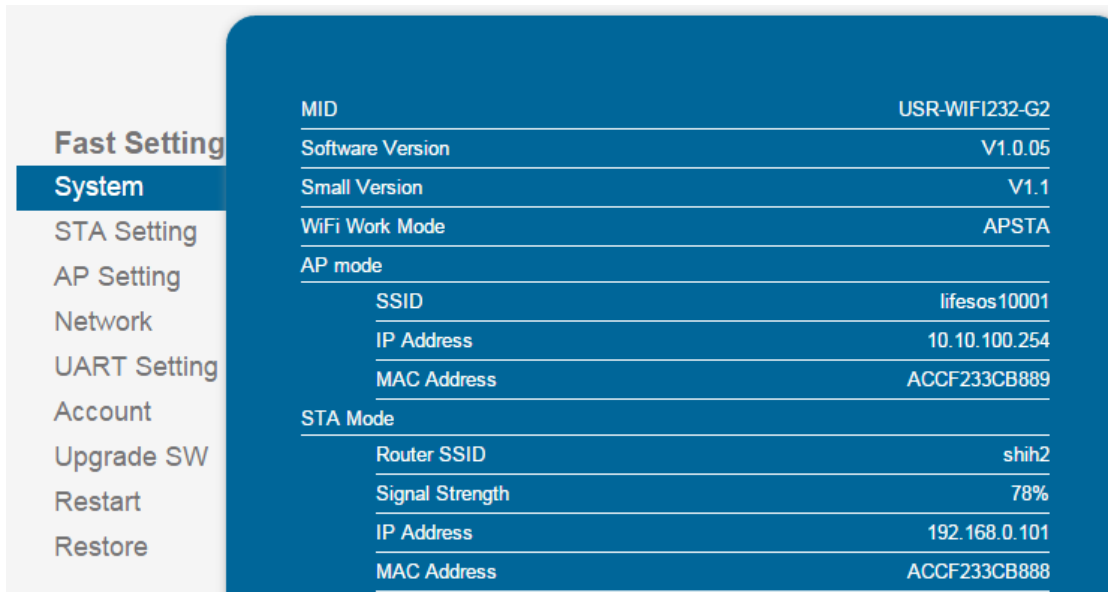 Fast Setting
System
STA Setting
AP Setting
Network
UART Setting
Account
Upgrade SW
Restart
Restore
MID USR-WIFI232-G2
Software Version V1.0.05
Small Version V1.1
WiFi Work Mode APSTA
AP mode
SSID lifesos10001
IP Address 10.10.100.254
MAC Address ACCF233CB889
STA Mode
Router SSID shih2
Signal Strength 78%
IP Address 192.168.0.101
MAC Address ACCF233CB888